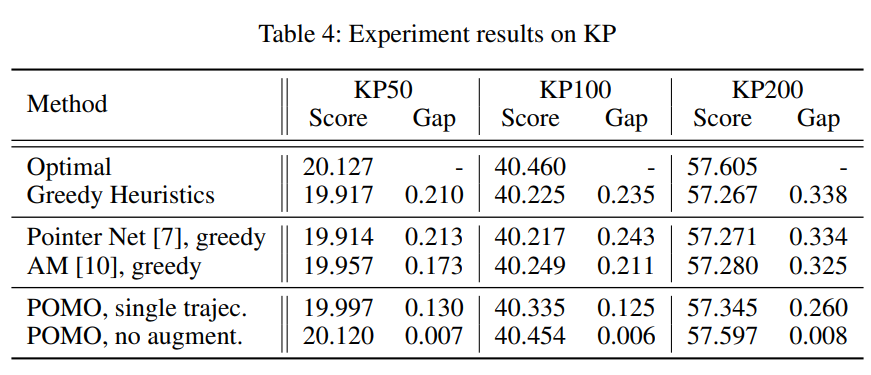 Table 4: Experiment results on KP
Method KP50 KP100 KP200
Score Gap Score Gap Score Gap
Optimal 20.127 - 40.460 - 57.605 -
Greedy Heuristics 19.917 0.210 40.225 0.235 57.267 0.338
Pointer Net [7], greedy 19.914 0.213 40.217 0.243 57.271 0.334
AM [10], greedy 19.957 0.173 40.249 0.211 57.280 0.325
POMO, single trajec. 19.997 0.130 40.335 0.125 57.345 0.260
POMO, no augment. 20.120 0.007 40.454 0.006 57.597 0.008